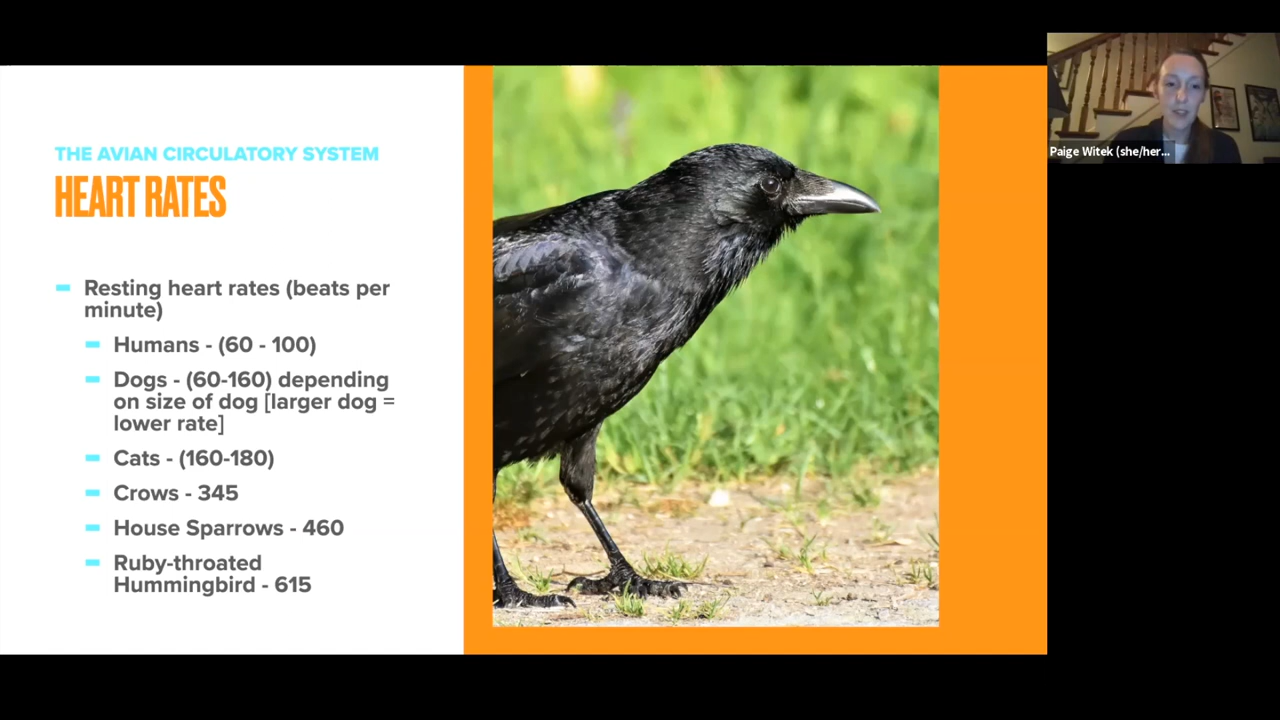 THE AVIAN CIRCULATORY SYSTEM
HEART RATES
Resting heart rates (beats per
minute)
Humans - (60 - 100)
Dogs - (60-160) depending
on size of dog [larger dog =
lower rate]
Cats - (160-180)
Crows - 345
House Sparrows - 460
Ruby-throated
Hummingbird - 615
Paige Witek (she/her...